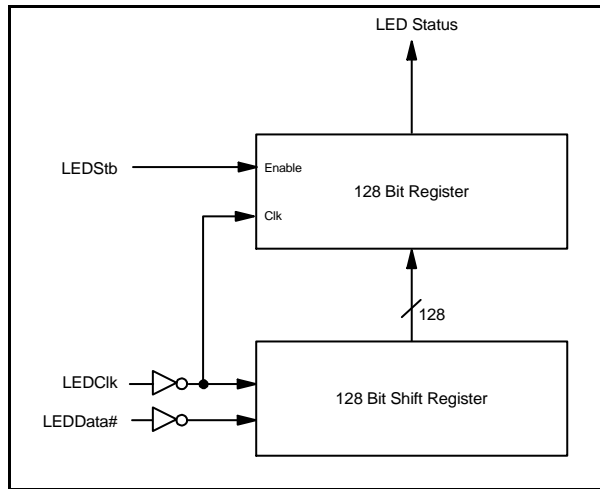 LED Status
LEDStb
Enable
128 Bit Register
Clk
128
LEDClk
128 Bit Shift Register
LEDData#